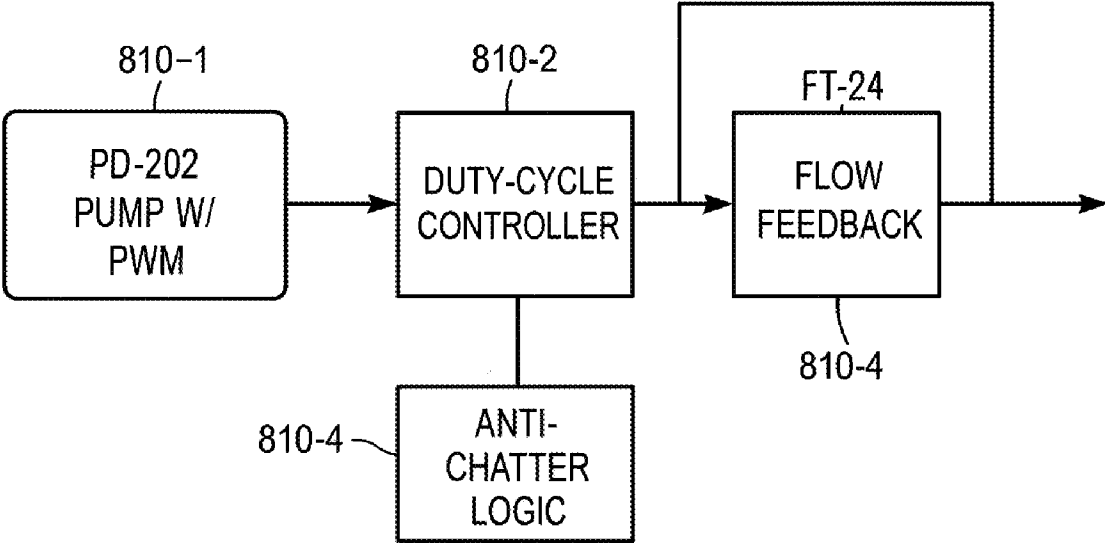 810-1
810-2
FT-24
PD-202
PUMP W/
PWM
DUTY-CYCLE
CONTROLLER
FLOW
FEEDBACK
810-4
810-4
ANTI-
CHATTER
LOGIC